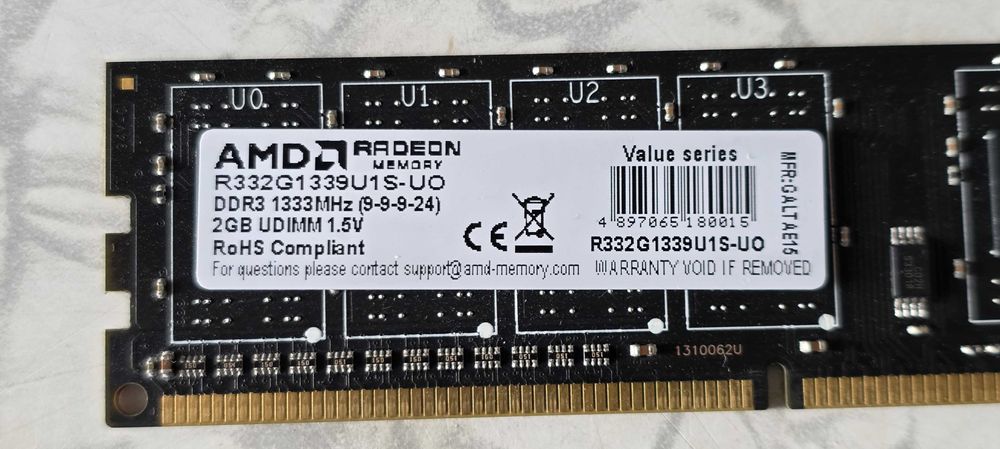 U0 U1 U2 U3
AMD RADEON
MEMORY
R332G1339U1S-UO
DDR3 1333MHz (9-9-9-24)
2GB UDIMM 1.5V
RoHS Compliant
For questions please contact support@amd-memory.com
CE
Value series
4 897065 180015
R332G1339U1S-UO
WARRANTY VOID IF REMOVED
MFR:GALTAE15
1310062U